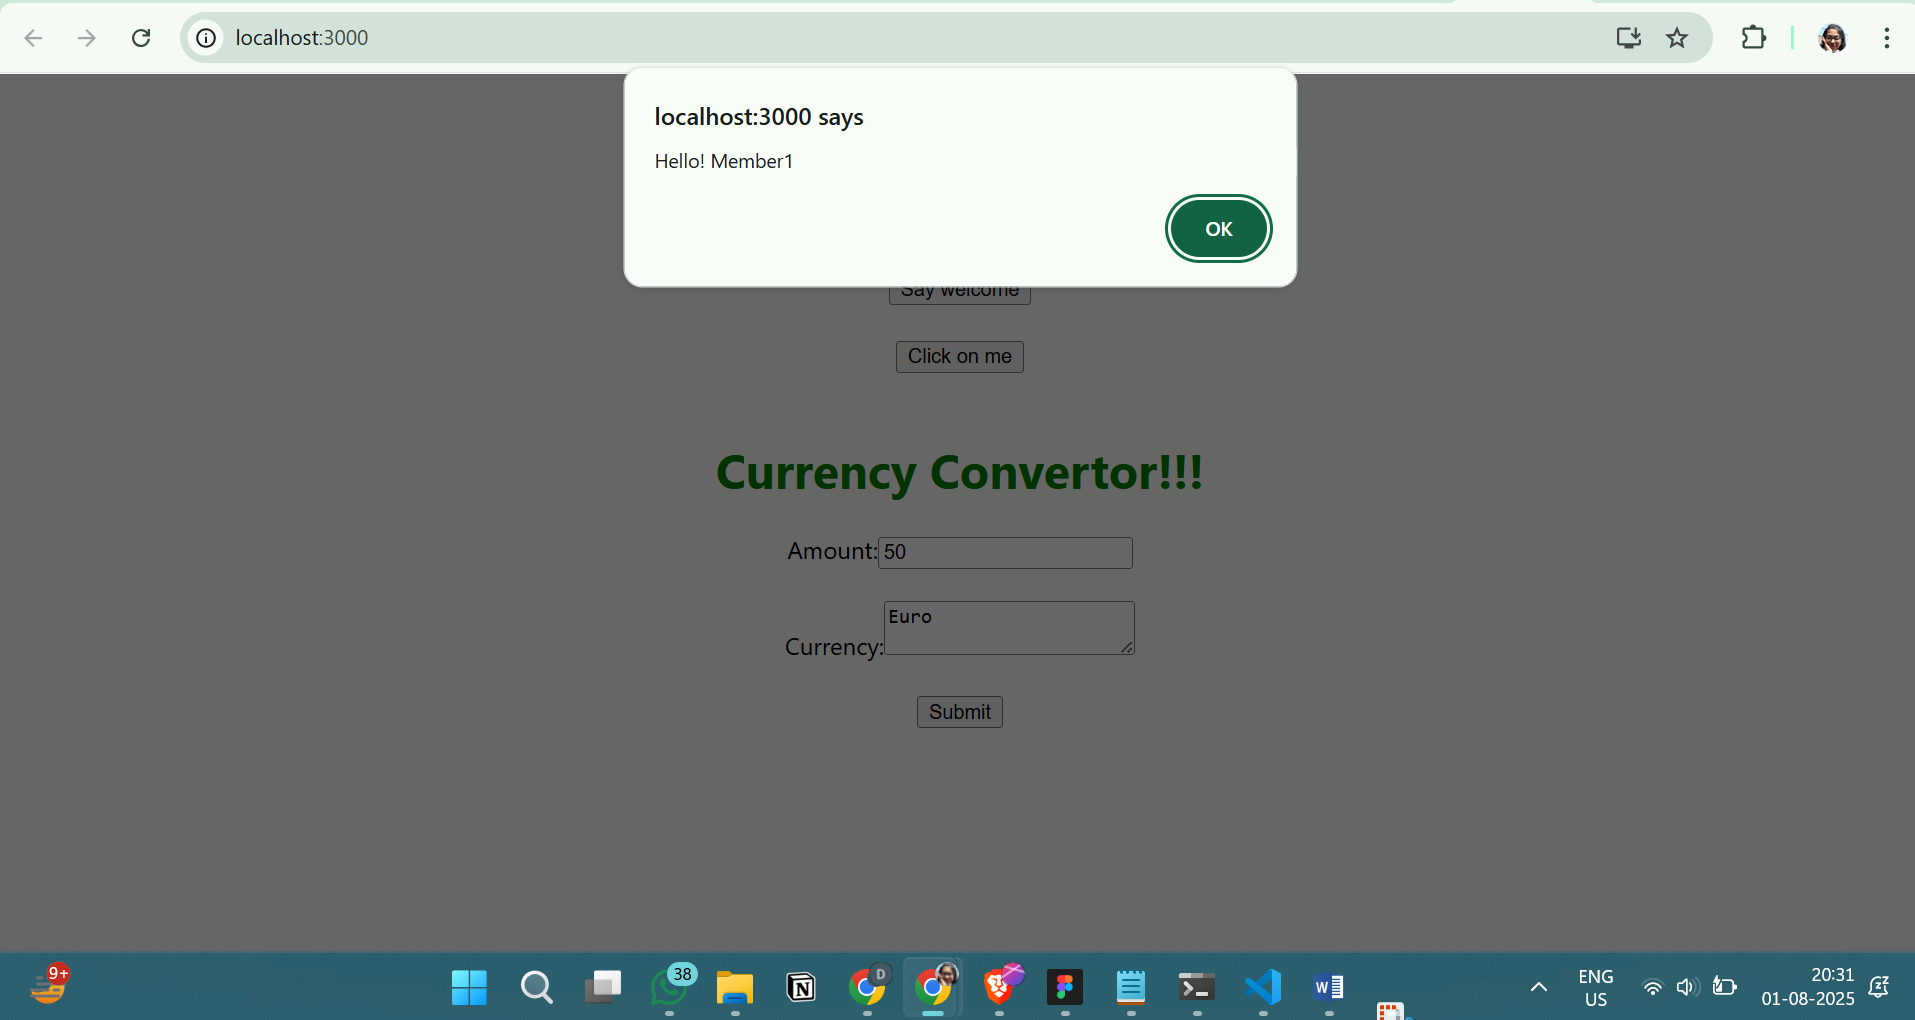 localhost:3000
localhost:3000 says
Hello! Member1
OK
Say welcome
Click on me
Currency Convertor!!!
Amount:50
Euro
Currency:
Submit
9+
38
D
N
W
ENG
US
20:31
01-08-2025